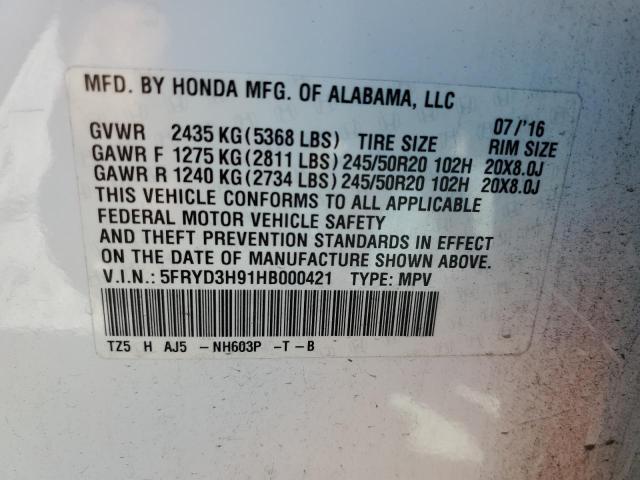 MFD. BY HONDA MFG. OF ALABAMA, LLC
07/'16
GVWR 2435 KG(5368 LBS) TIRE SIZE RIM SIZE
GAWR F 1275 KG(2811 LBS)245/50R20 102H 20X8.0J
GAWR R 1240 KG(2734 LBS)245/50R20 102H 20X8.0J
THIS VEHICLE CONFORMS TO ALL APPLICABLE
FEDERAL MOTOR VEHICLE SAFETY
AND THEFT PREVENTION STANDARDS IN EFFECT
ON THE DATE OF MANUFACTURE SHOWN ABOVE.
V.I.N.: 5FRYD3H91HB000421 TYPE: MPV
TZ5 H AJ5 -NH603P -T -B